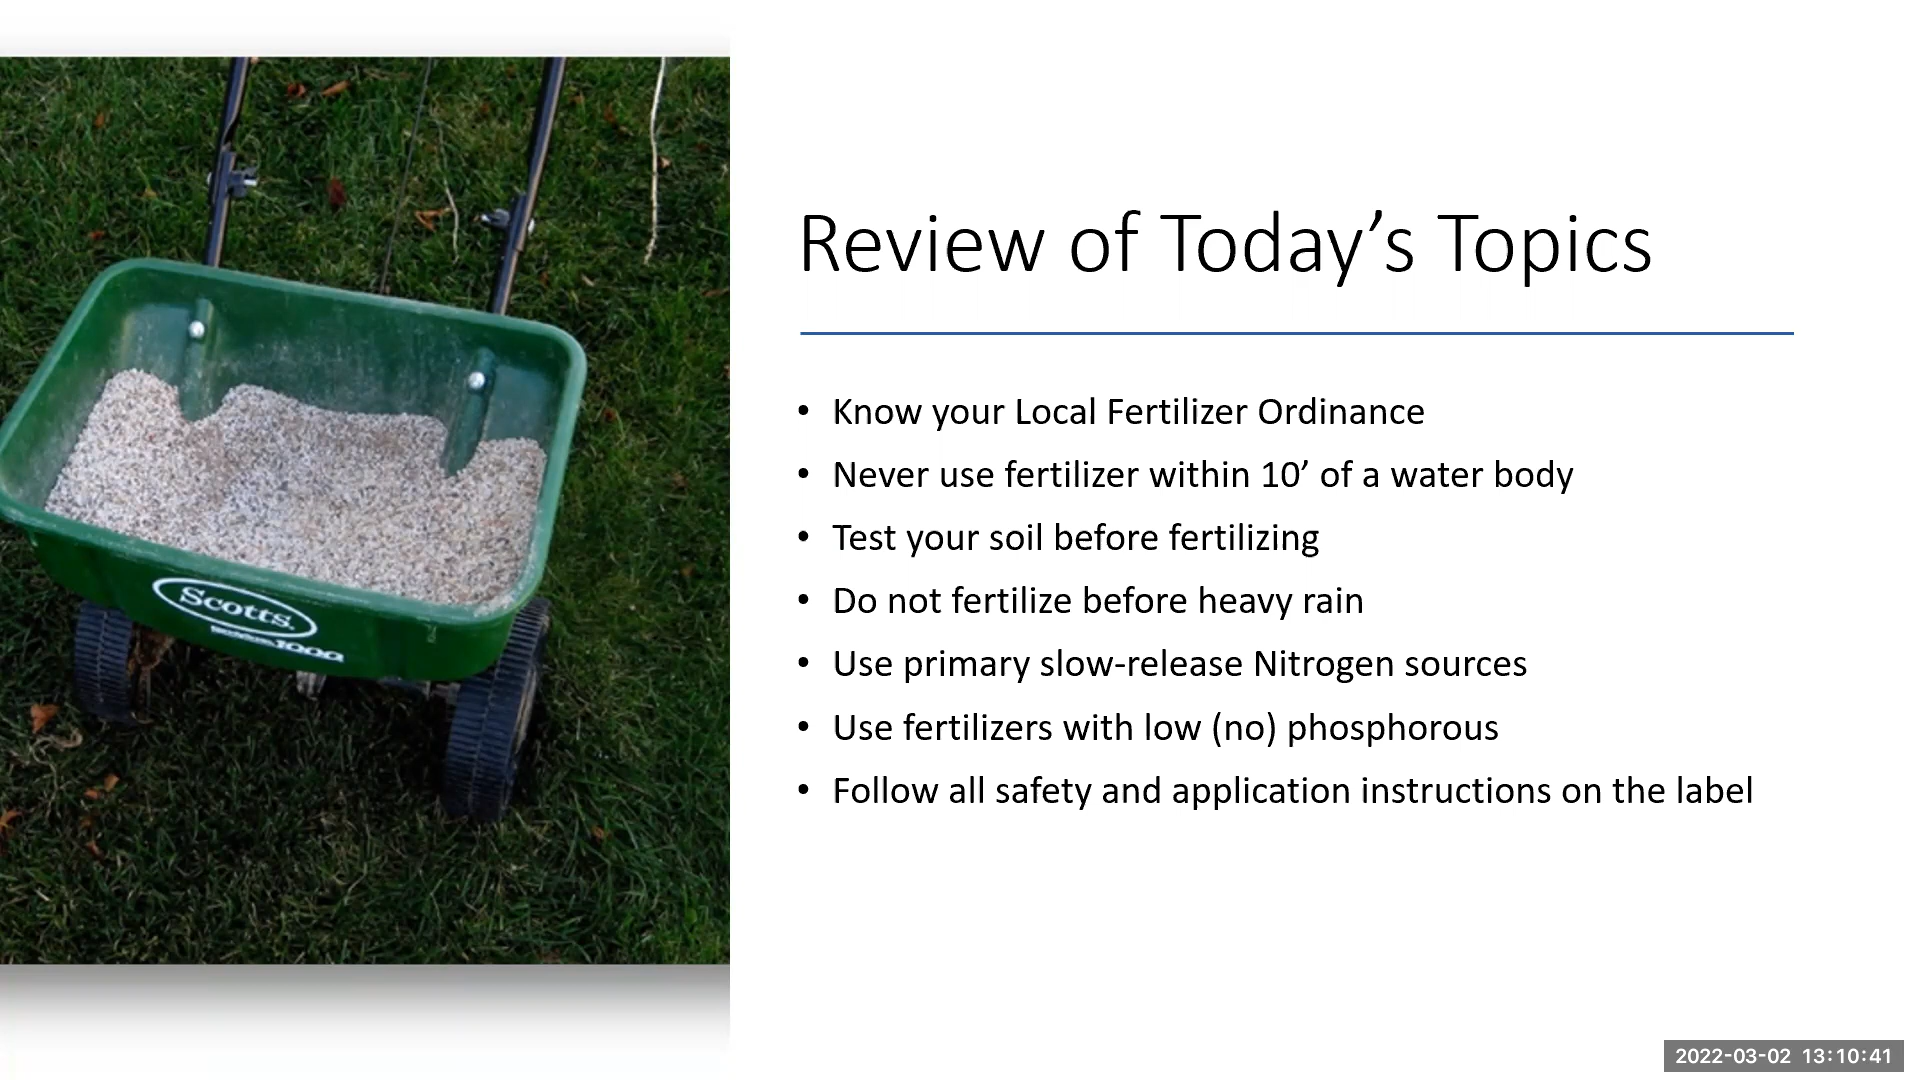 Review of Today’s Topics
• Know your Local Fertilizer Ordinance
• Never use fertilizer within 10’ of a water body
• Test your soil before fertilizing
• Do not fertilize before heavy rain
• Use primary slow-release Nitrogen sources
• Use fertilizers with low (no) phosphorous
• Follow all safety and application instructions on the label
Scotts.
2022-03-02 13:10:41